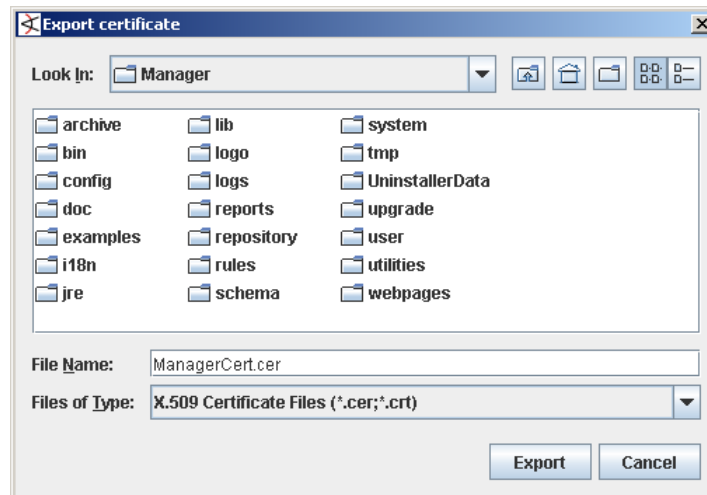 Export certificate
Look In: Manager
archive lib system
bin logo tmp
config logs UninstallerData
doc reports upgrade
examples repository user
i18n rules utilities
jre schema webpages
File Name: ManagerCert.cer
Files of Type: X.509 Certificate Files (*.cer;*.crt)
Export Cancel